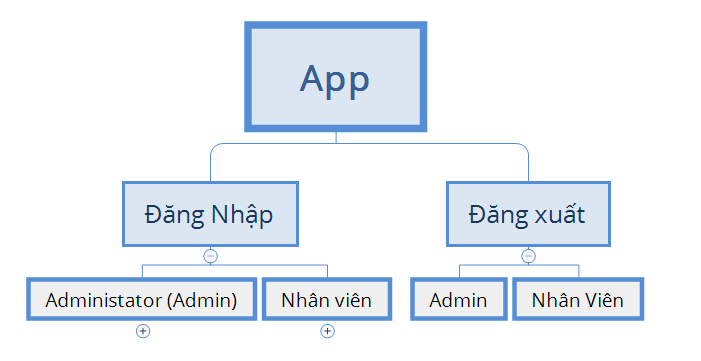 App
Đăng Nhập
Đăng xuất
Administator (Admin)
Nhân viên
Admin
Nhân Viên